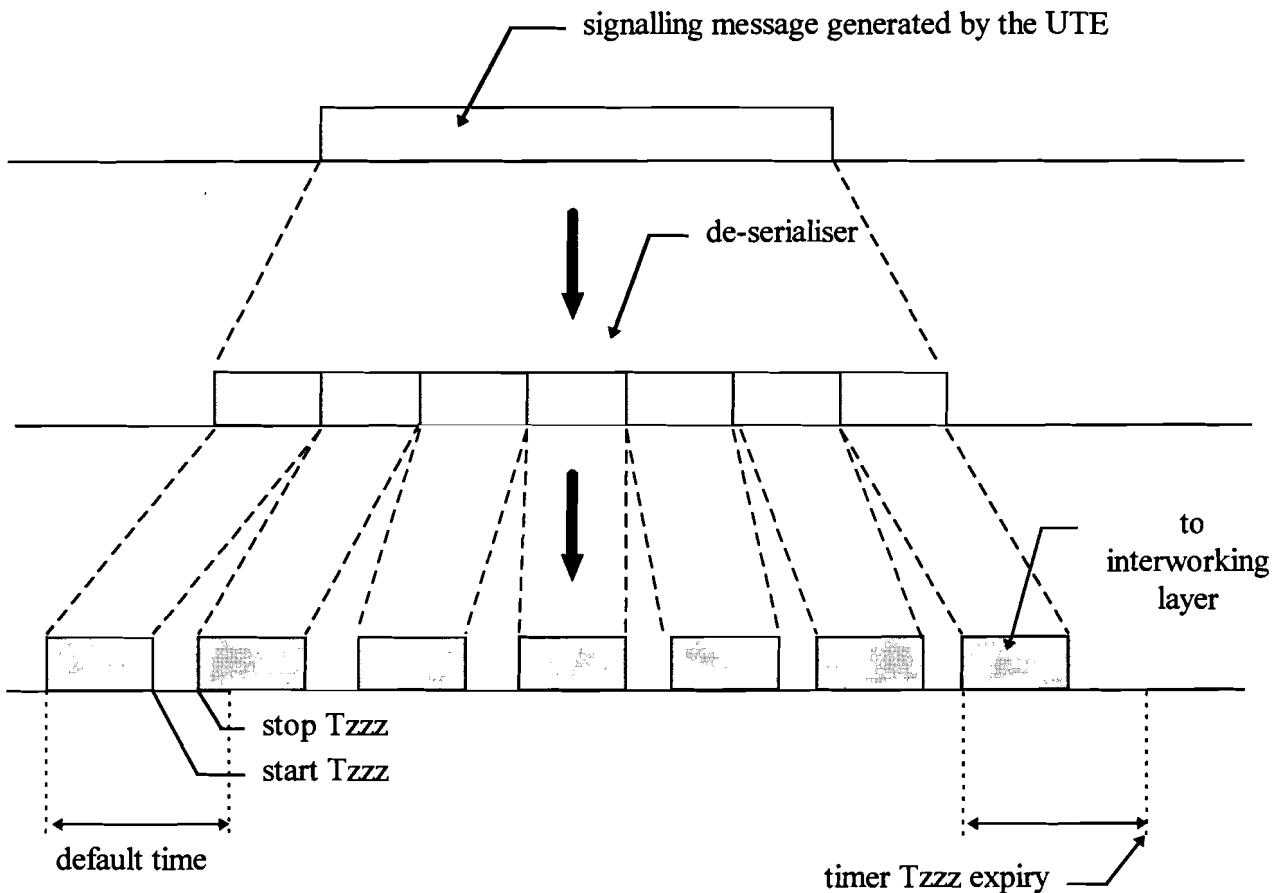 signalling message generated by the UTE
de-serialiser
to
interworking
layer
stop Tzzz
start Tzzz
default time
timer Tzzz expiry